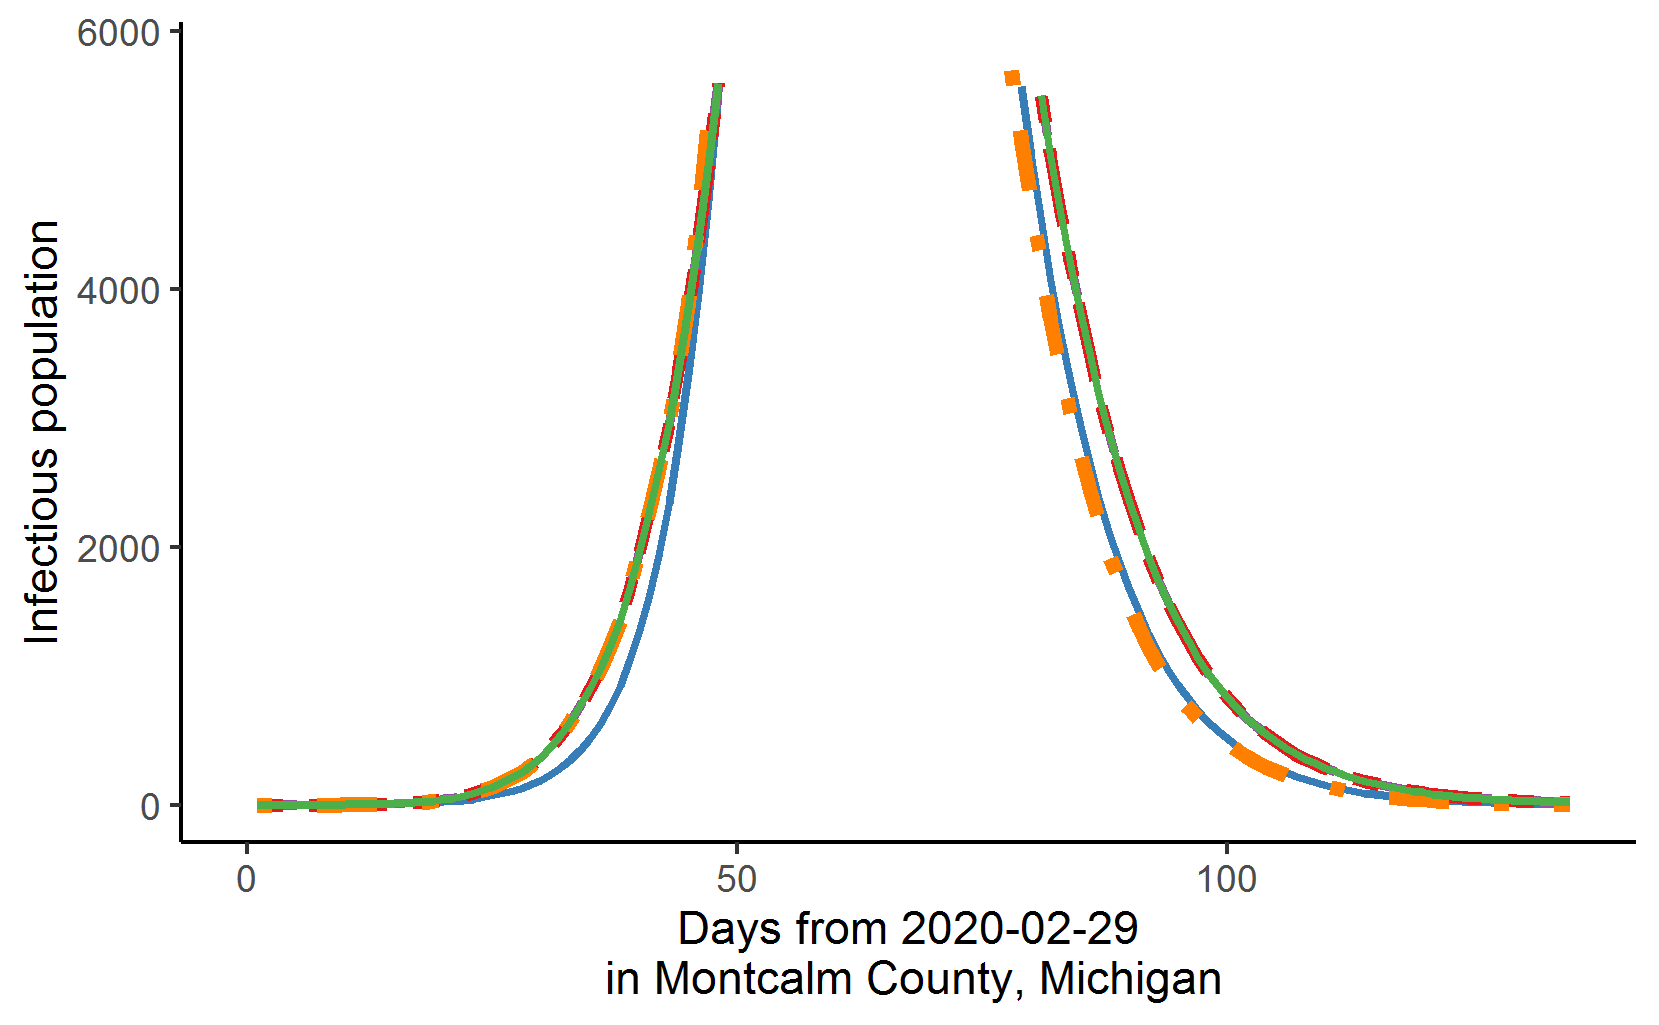 6000
4000
2000
0
Infectious population
0 50 100
Days from 2020-02-29
in Montcalm County, Michigan